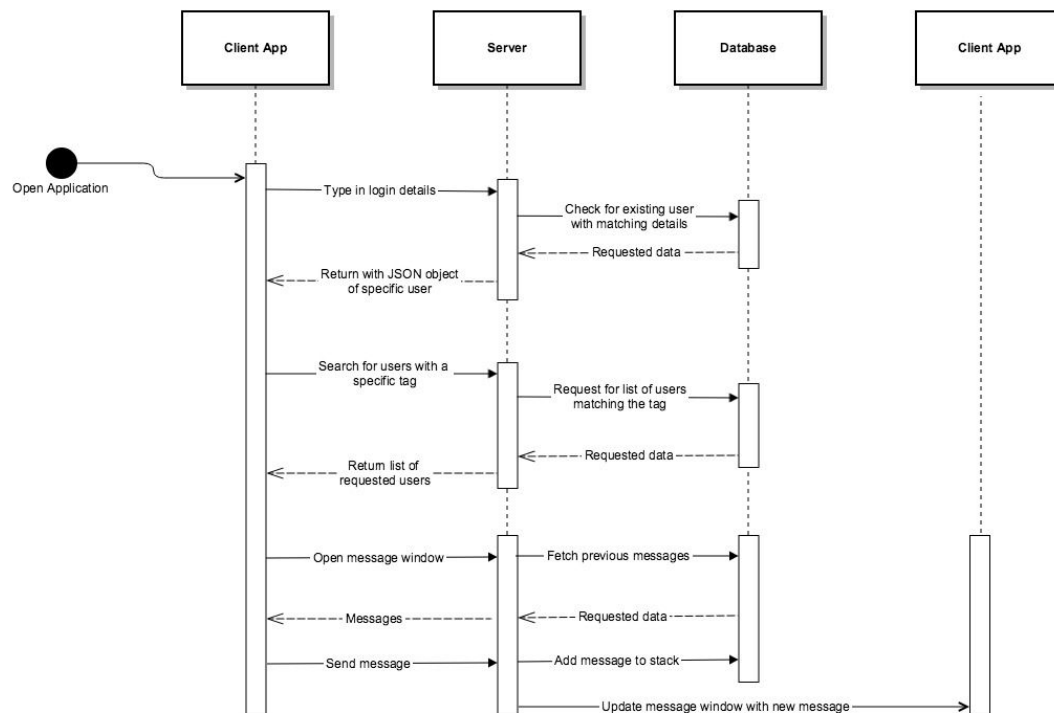 Client App
Server
Database
Client App
Open Application
Type in login details
Check for existing user
with matching details
Requested data
Return with JSON object
of specific user
Search for users with a
specific tag
Request for list of users
matching the tag
Requested data
Return list of
requested users
Open message window
Fetch previous messages
Messages
Requested data
Send message
Add message to stack
Update message window with new message